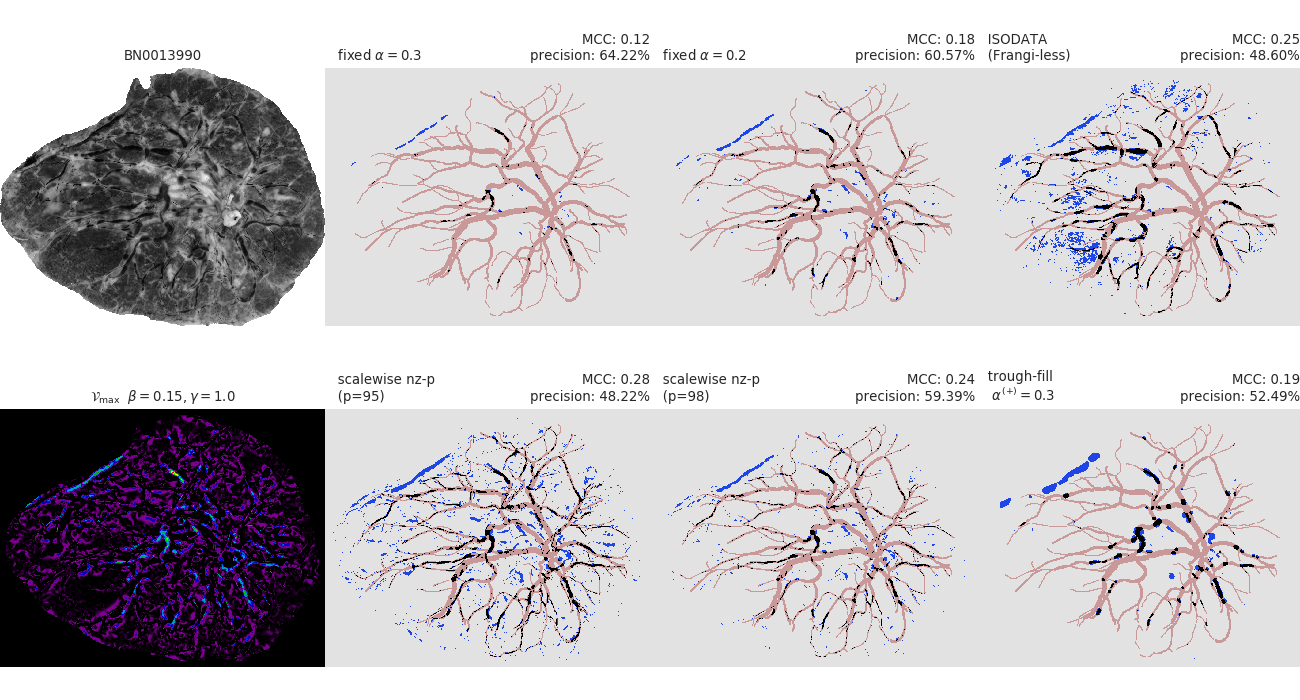 BN0013990
fixed α = 0.3
MCC: 0.12
precision: 64.22%
fixed α = 0.2
MCC: 0.18
precision: 60.57%
ISODATA
(Frangi-less)
MCC: 0.25
precision: 48.60%
𝒱max β = 0.15, γ = 1.0
scalewise nz-p
(p=95)
MCC: 0.28
precision: 48.22%
scalewise nz-p
(p=98)
MCC: 0.24
precision: 59.39%
trough-fill
α⁽⁺⁾ = 0.3
MCC: 0.19
precision: 52.49%